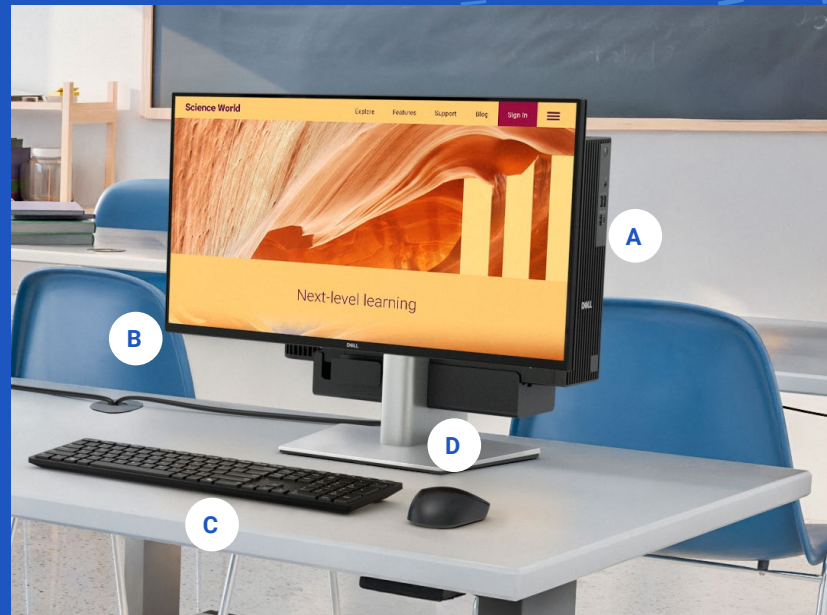 Science World
Explore Features Support Blog Sign In
Next-level learning
DELL
DELL
A
B
C
D